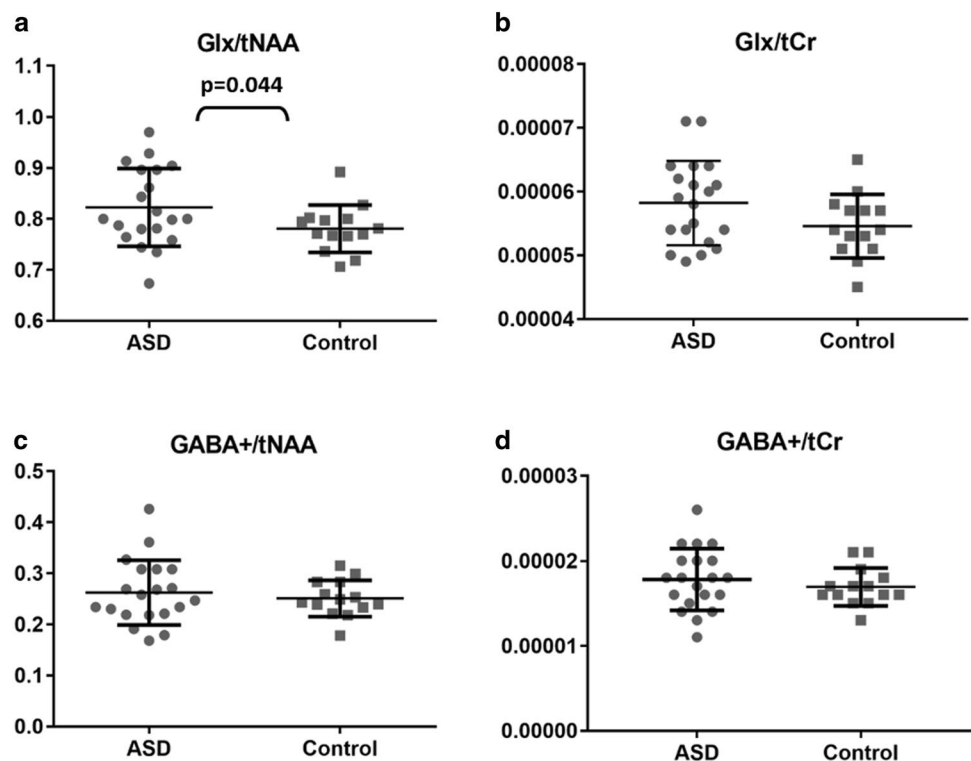 a
Glx/tNAA
1.1
1.0
0.9
0.8
0.7
0.6
p=0.044
ASD Control
b
Glx/tCr
0.00008
0.00007
0.00006
0.00005
0.00004
ASD Control
c
GABA+/tNAA
0.5
0.4
0.3
0.2
0.1
0.0
ASD Control
d
GABA+/tCr
0.00003
0.00002
0.00001
0.00000
ASD Control